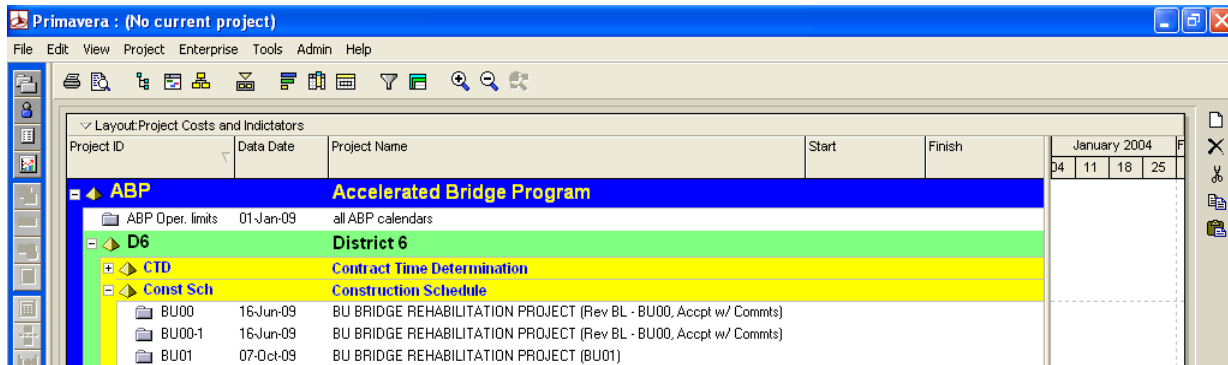 Primavera : (No current project)
File Edit View Project Enterprise Tools Admin Help
Layout:Project Costs and Indictators
Project ID Data Date Project Name Start Finish January 2004 F
04 11 18 25
ABP Accelerated Bridge Program
ABP Oper. limits 01-Jan-09 all ABP calendars
D6 District 6
CTD Contract Time Determination
Const Sch Construction Schedule
BU00 16-Jun-09 BU BRIDGE REHABILITATION PROJECT (Rev BL - BU00, Accpt w/ Commts)
BU00-1 16-Jun-09 BU BRIDGE REHABILITATION PROJECT (Rev BL - BU00, Accpt w/ Commts)
BU01 07-Oct-09 BU BRIDGE REHABILITATION PROJECT (BU01)